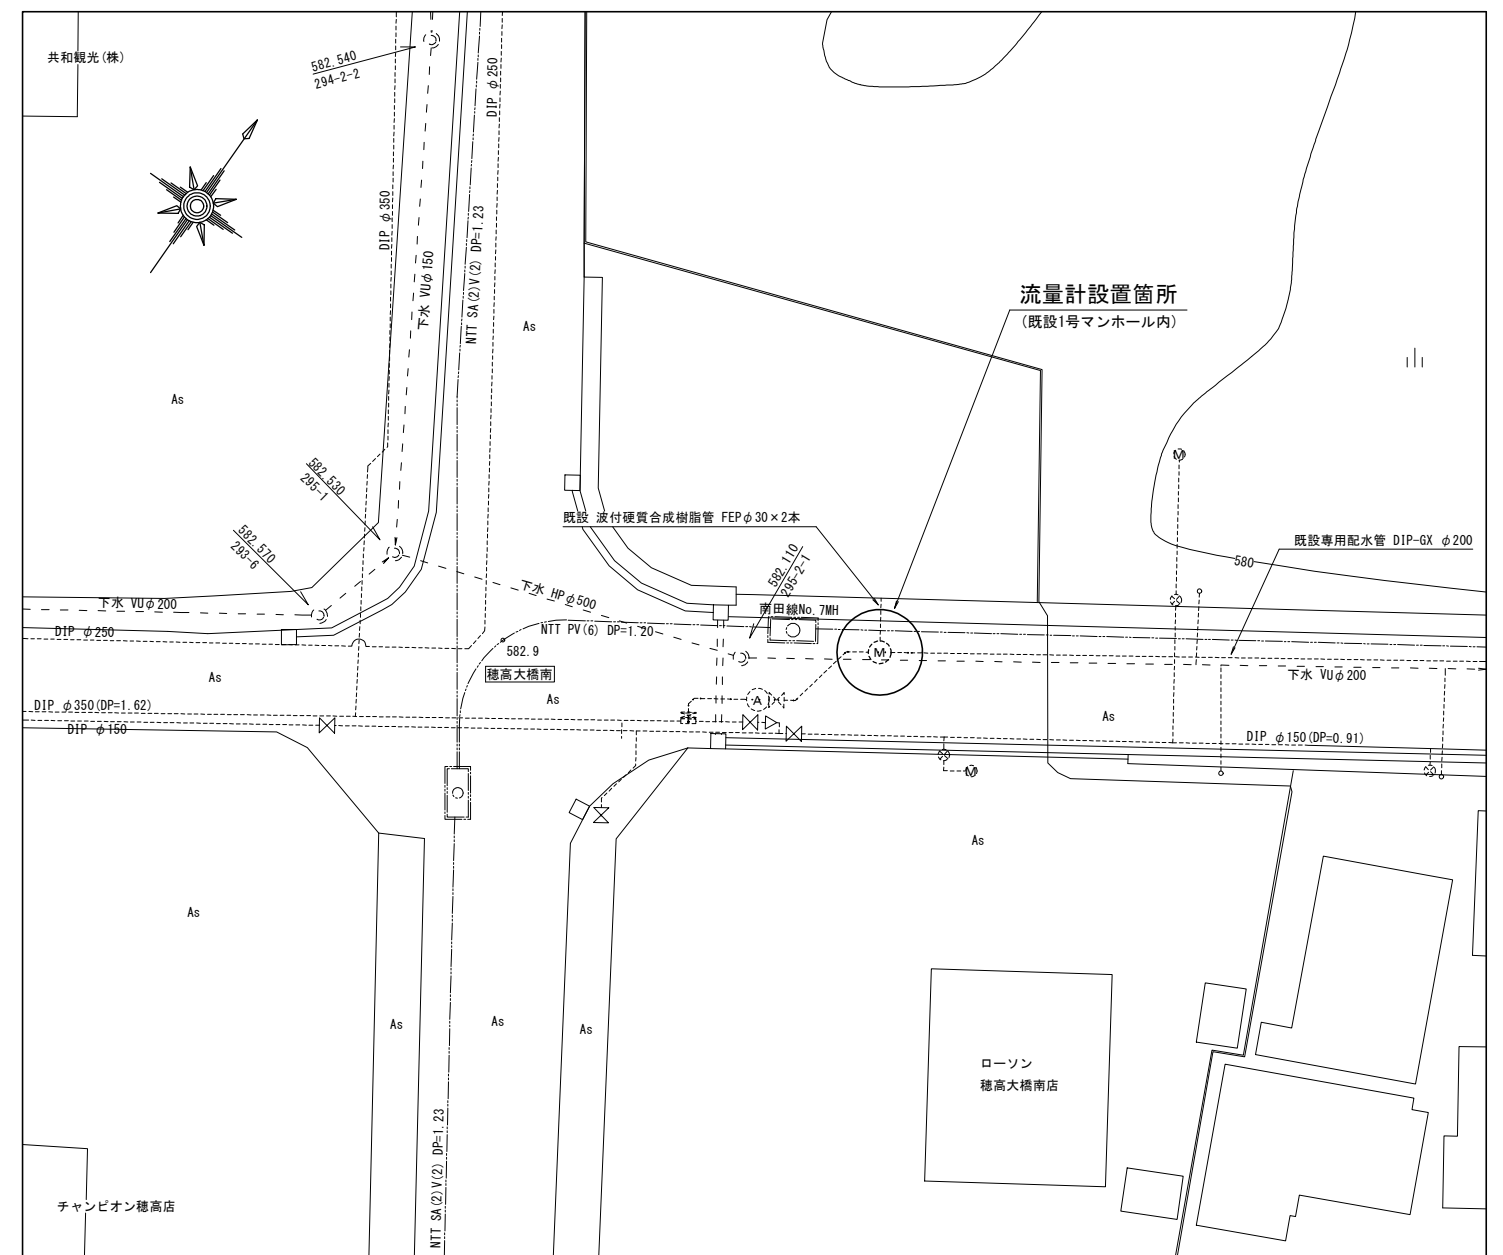 共和観光(株)
582.540
294-2-2
DIP φ250
DIP φ350
下水 VUφ150
NTT SA(2)V(2) DP=1.23
As
流量計設置箇所
(既設1号マンホール内)
As
582.530
295-1
M
既設 波付硬質合成樹脂管 FEPφ30×2本
582.570
293-6
582.110
295-2-1
既設専用配水管 DIP-GX φ200
580
下水 VUφ200
下水 HPφ500
南田線No.7MH
DIP φ250
NTT PV(6) DP=1.20
582.9
M
穂高大橋南
As
下水 VUφ200
DIP φ350(DP=1.62)
As
A
As
DIP φ150
DIP φ150(DP=0.91)
M
As
As
As
As
As
ローソン
穂高大橋南店
NTT SA(2)V(2) DP=1.23
チャンピオン穂高店